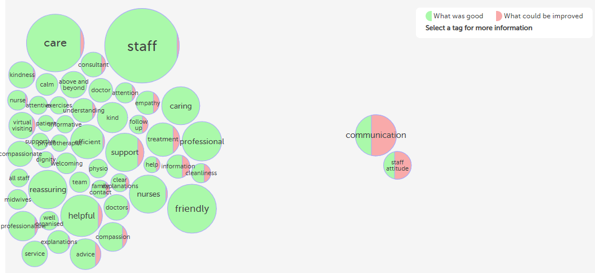 What was good
What could be improved
Select a tag for more information
care
staff
consultant
kindness
calm
above and
beyond
doctor
attention
nurse
attentive
exercises
understanding
empathy
caring
virtual
visiting
patient
informative
kind
follow
up
supportive
physiotherapist
efficient
treatment
professional
compassionate
dignity
welcoming
support
physio
help
information
cleanliness
all staff
reassuring
team
family
contact
clear
explanations
nurses
midwives
friendly
professionalism
well
organised
helpful
doctors
explanations
compassion
service
advice
communication
staff
attitude